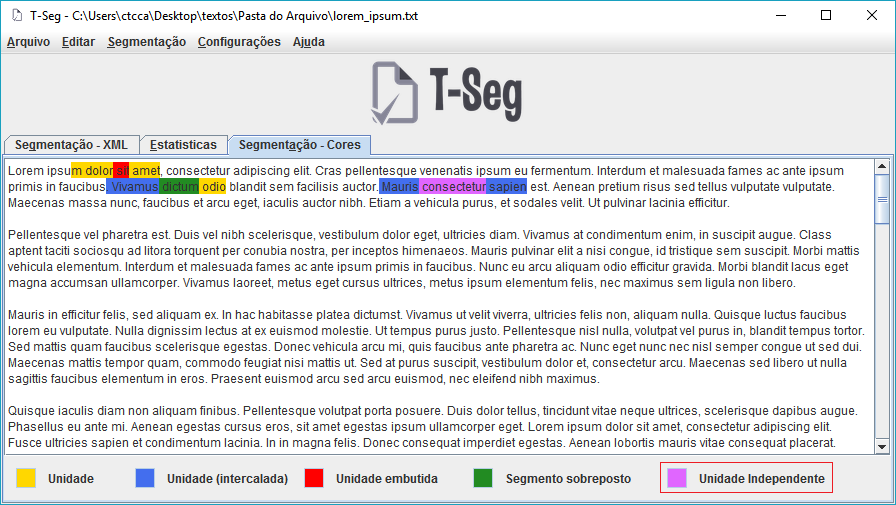 T-Seg - C:\Users\ctcca\Desktop\textos\Pasta do Arquivo\lorem_ipsum.txt
Arquivo Editar Segmentação Configurações Ajuda
T-Seg
Segmentação - XML Estatisticas Segmentação - Cores
Lorem ipsum dolor sit amet, consectetur adipiscing elit. Cras pellentesque venenatis ipsum eu fermentum. Interdum et malesuada fames ac ante ipsum
primis in faucibus. Vivamus dictum odio blandit sem facilisis auctor. Mauris consectetur sapien est. Aenean pretium risus sed tellus vulputate vulputate.
Maecenas massa nunc, faucibus et arcu eget, iaculis auctor nibh. Etiam a vehicula purus, et sodales velit. Ut pulvinar lacinia efficitur.
Pellentesque vel pharetra est. Duis vel nibh scelerisque, vestibulum dolor eget, ultricies diam. Vivamus at condimentum enim, in suscipit augue. Class
aptent taciti sociosqu ad litora torquent per conubia nostra, per inceptos himenaeos. Mauris pulvinar elit a nisi congue, id tristique sem suscipit. Morbi mattis
vehicula elementum. Interdum et malesuada fames ac ante ipsum primis in faucibus. Nunc eu arcu aliquam odio efficitur gravida. Morbi blandit lacus eget
magna accumsan ullamcorper. Vivamus laoreet, metus eget cursus ultrices, metus ipsum elementum felis, nec maximus sem ligula non libero.
Mauris in efficitur felis, sed aliquam ex. In hac habitasse platea dictumst. Vivamus ut velit viverra, ultricies felis non, aliquam nulla. Quisque luctus faucibus
lorem eu vulputate. Nulla dignissim lectus at ex euismod molestie. Ut tempus purus justo. Pellentesque nisl nulla, volutpat vel purus in, blandit tempus tortor.
Sed mattis quam faucibus scelerisque egestas. Donec vehicula arcu mi, quis faucibus ante pharetra ac. Nunc eget nunc nec nisl semper congue ut sed dui.
Maecenas mattis tempor quam, commodo feugiat nisi mattis ut. Sed at purus suscipit, vestibulum dolor et, consectetur arcu. Maecenas sed libero ut nulla
sagittis faucibus elementum in eros. Praesent euismod arcu sed arcu euismod, nec eleifend nibh maximus.
Quisque iaculis diam non aliquam finibus. Pellentesque volutpat porta posuere. Duis dolor tellus, tincidunt vitae neque ultrices, scelerisque dapibus augue.
Phasellus eu ante mi. Aenean egestas cursus eros, sit amet egestas ipsum ullamcorper eget. Lorem ipsum dolor sit amet, consectetur adipiscing elit.
Fusce ultricies sapien et condimentum lacinia. In in magna felis. Donec consequat imperdiet egestas. Aenean lobortis mauris vitae consequat placerat.
Unidade Unidade (intercalada) Unidade embutida Segmento sobreposto Unidade Independente